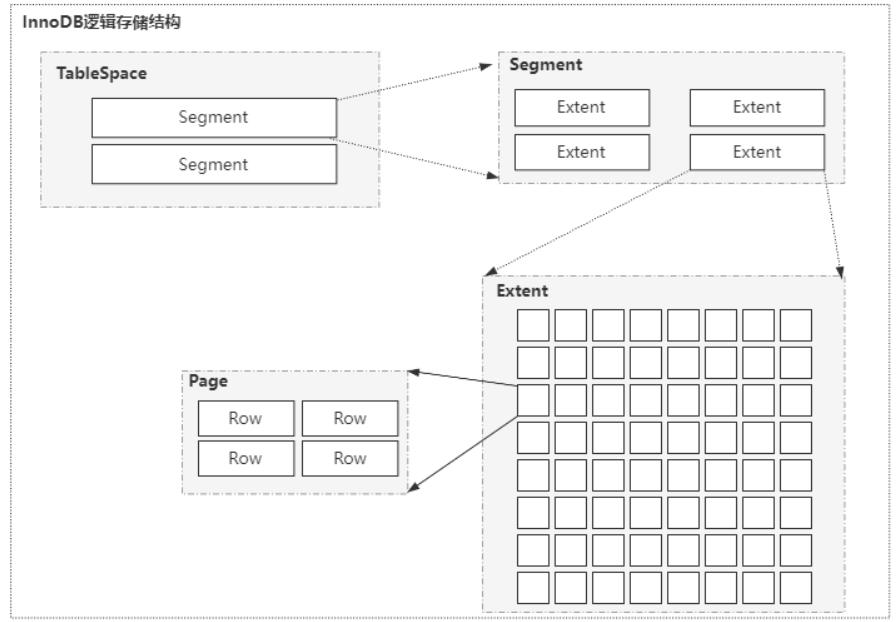 InnoDB逻辑存储结构
TableSpace
Segment
Segment
Segment
Extent
Extent
Extent
Extent
Extent
Page
Row
Row
Row
Row